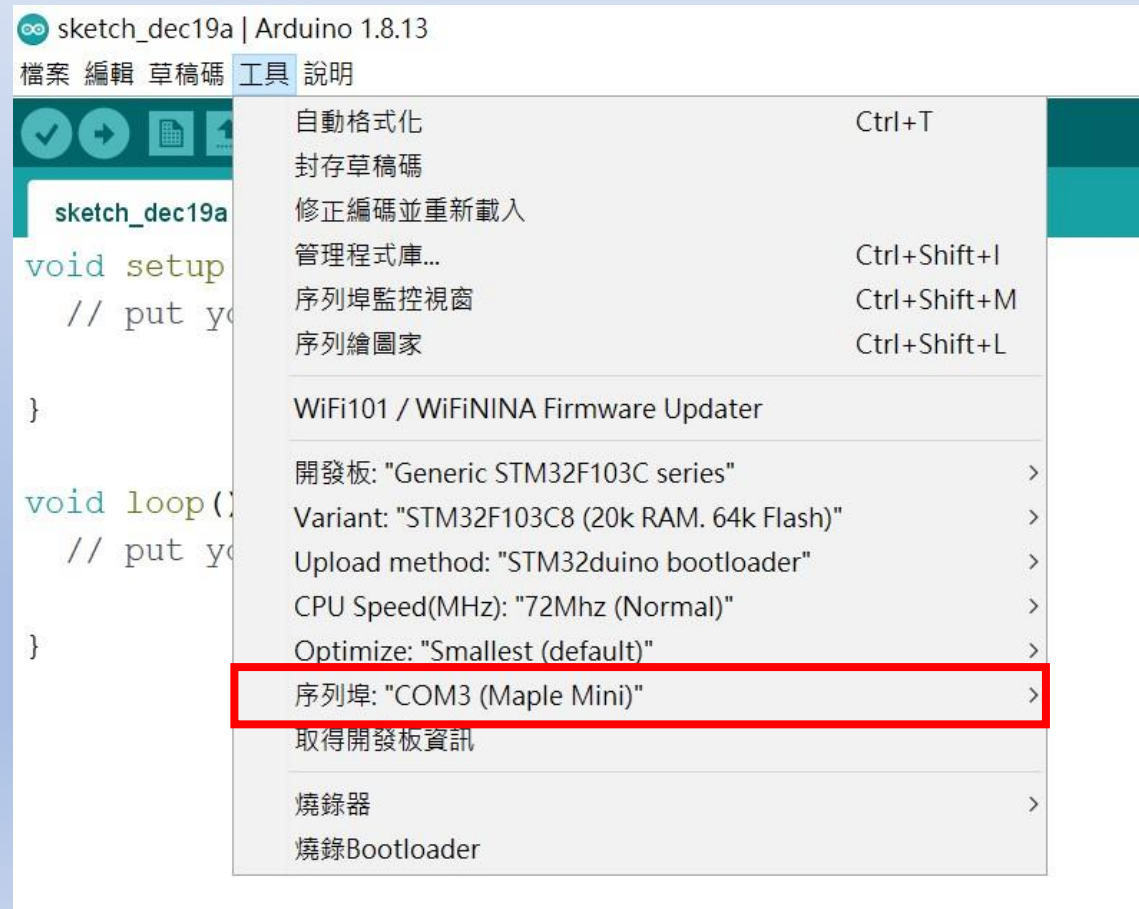 sketch_dec19a | Arduino 1.8.13
檔案 編輯 草稿碼 工具 說明
自動格式化 Ctrl+T
封存草稿碼
sketch_dec19a 修正編碼並重新載入
void setup 管理程式庫... Ctrl+Shift+I
// put yo 序列埠監控視窗 Ctrl+Shift+M
序列繪圖家 Ctrl+Shift+L
} WiFi101 / WiFiNINA Firmware Updater
開發板: "Generic STM32F103C series"
void loop() Variant: "STM32F103C8 (20k RAM. 64k Flash)"
// put yo Upload method: "STM32duino bootloader"
CPU Speed(MHz): "72Mhz (Normal)"
} Optimize: "Smallest (default)"
序列埠: "COM3 (Maple Mini)"
取得開發板資訊
燒錄器
燒錄Bootloader